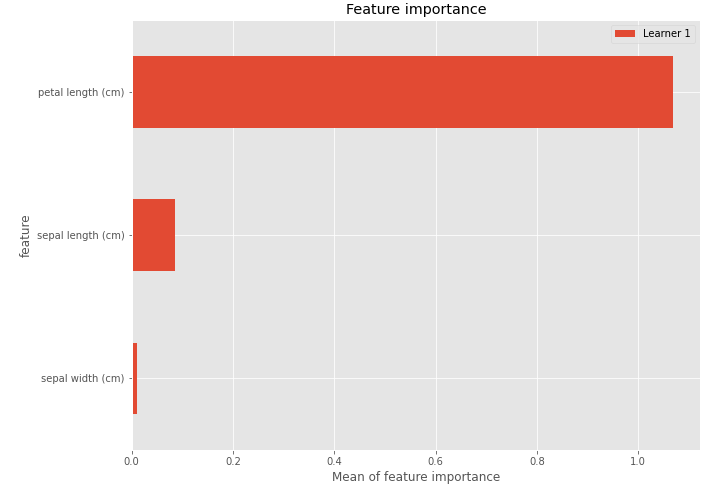 Feature importance
Learner 1
petal length (cm)
sepal length (cm)
feature
sepal width (cm)
0.0 0.2 0.4 0.6 0.8 1.0
Mean of feature importance